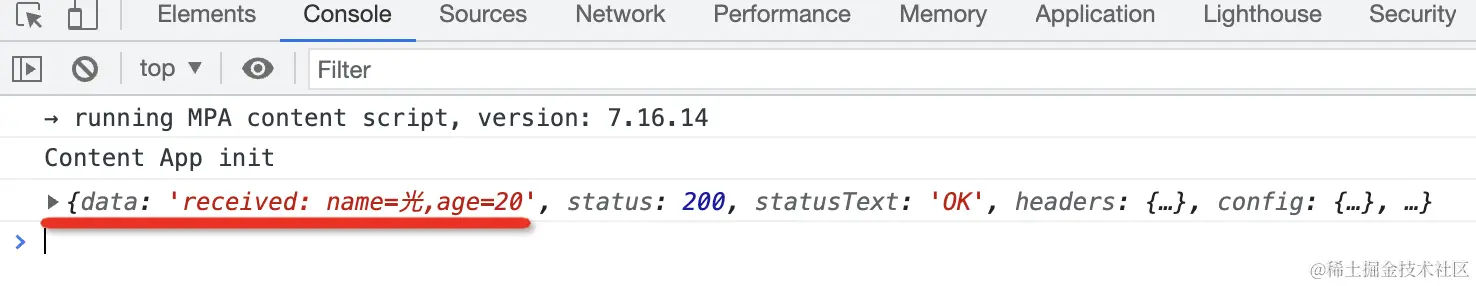 Elements Console Sources Network Performance Memory Application Lighthouse Security
top ▼ Filter
→ running MPA content script, version: 7.16.14
Content App init
▶{data: 'received: name=光,age=20', status: 200, statusText: 'OK', headers: {…}, config: {…}, …}
>
@稀土掘金技术社区